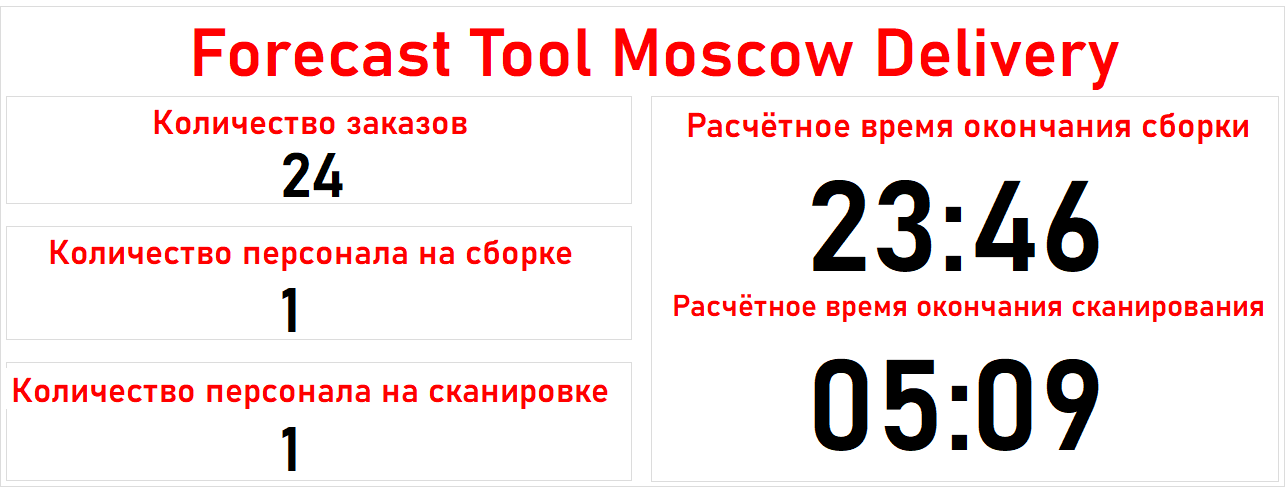 Forecast Tool Moscow Delivery
Количество заказов
24
Количество персонала на сборке
1
Количество персонала на сканировке
1
Расчётное время окончания сборки
23:46
Расчётное время окончания сканирования
05:09